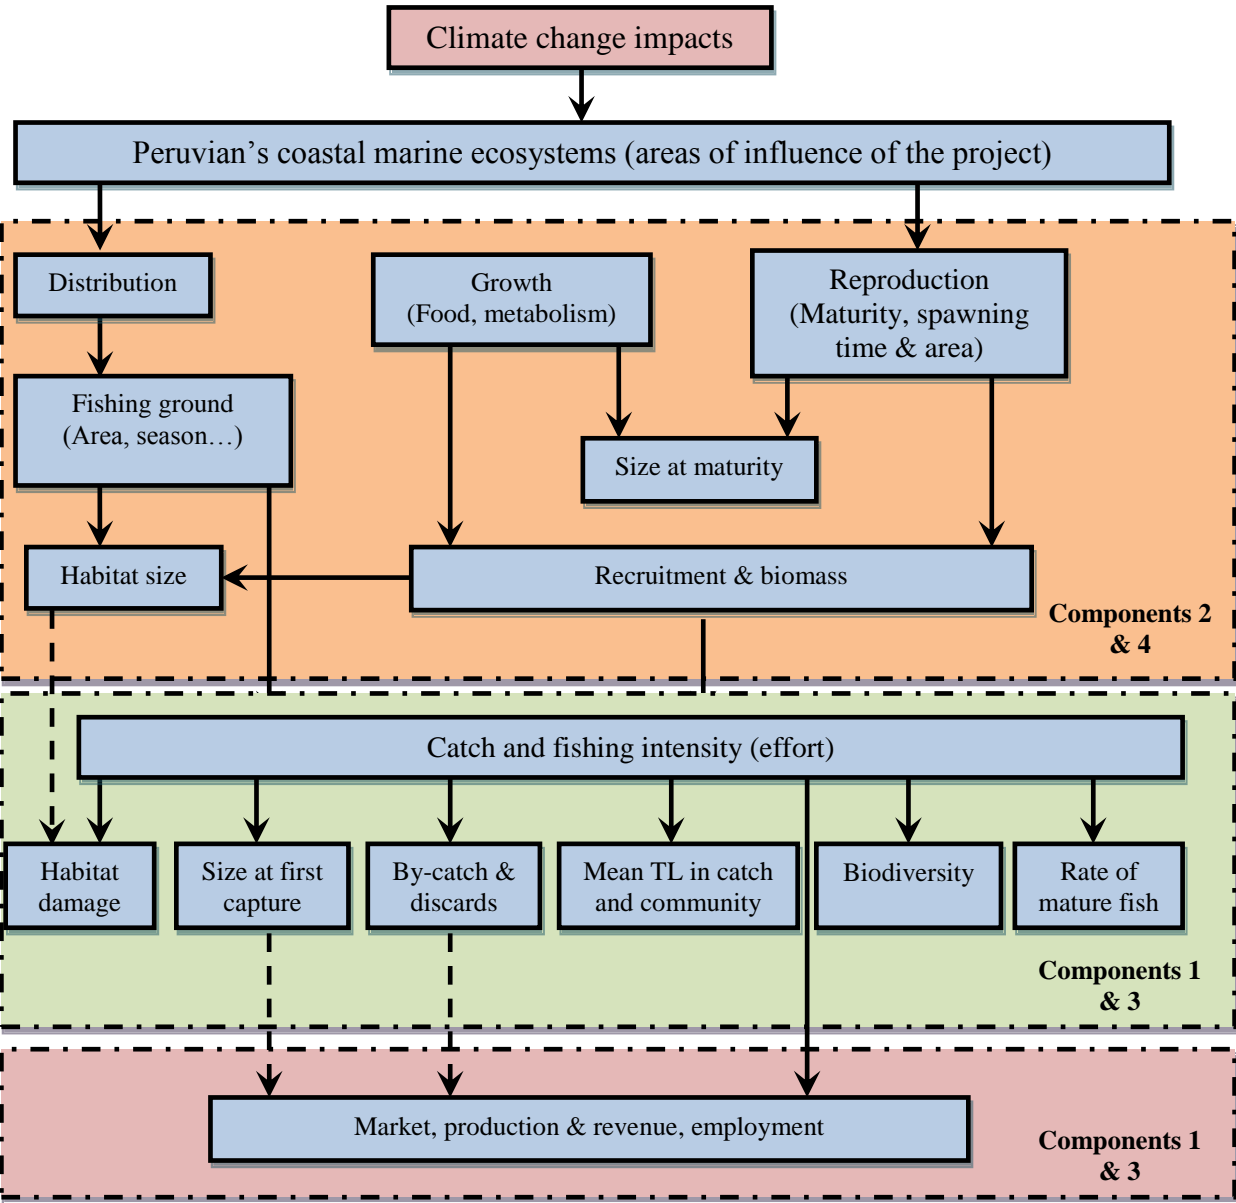 Climate change impacts
Peruvian’s coastal marine ecosystems (areas of influence of the project)
Distribution
Growth
(Food, metabolism)
Reproduction
(Maturity, spawning
time & area)
Fishing ground
(Area, season…)
Size at maturity
Habitat size
Recruitment & biomass
Components 2
& 4
Catch and fishing intensity (effort)
Habitat
damage
Size at first
capture
By-catch &
discards
Mean TL in catch
and community
Biodiversity
Rate of
mature fish
Components 1
& 3
Market, production & revenue, employment
Components 1
& 3